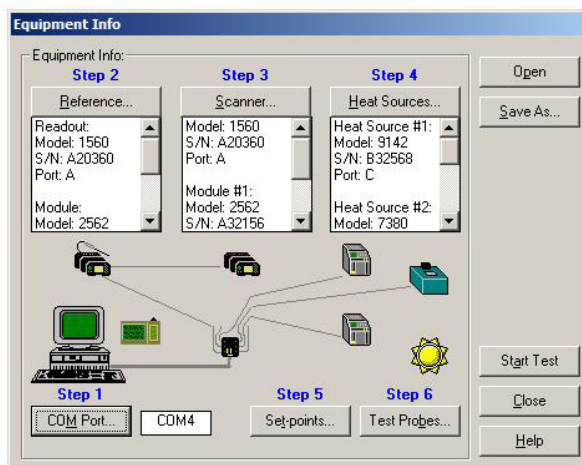 Equipment Info
Equipment Info:
Step 2
Step 3
Step 4
Reference...
Scanner...
Heat Sources...
Open
Save As...
Readout:
Model: 1560
S/N: A20360
Port: A
Module:
Model: 2562
Model: 1560
S/N: A20360
Port: A
Module #1:
Model: 2562
S/N: A32156
Heat Source #1:
Model: 9142
S/N: B32568
Port: C
Heat Source #2:
Model: 7380
Step 1
Step 5
Step 6
COM Port...
COM4
Set-points...
Test Probes...
Start Test
Close
Help